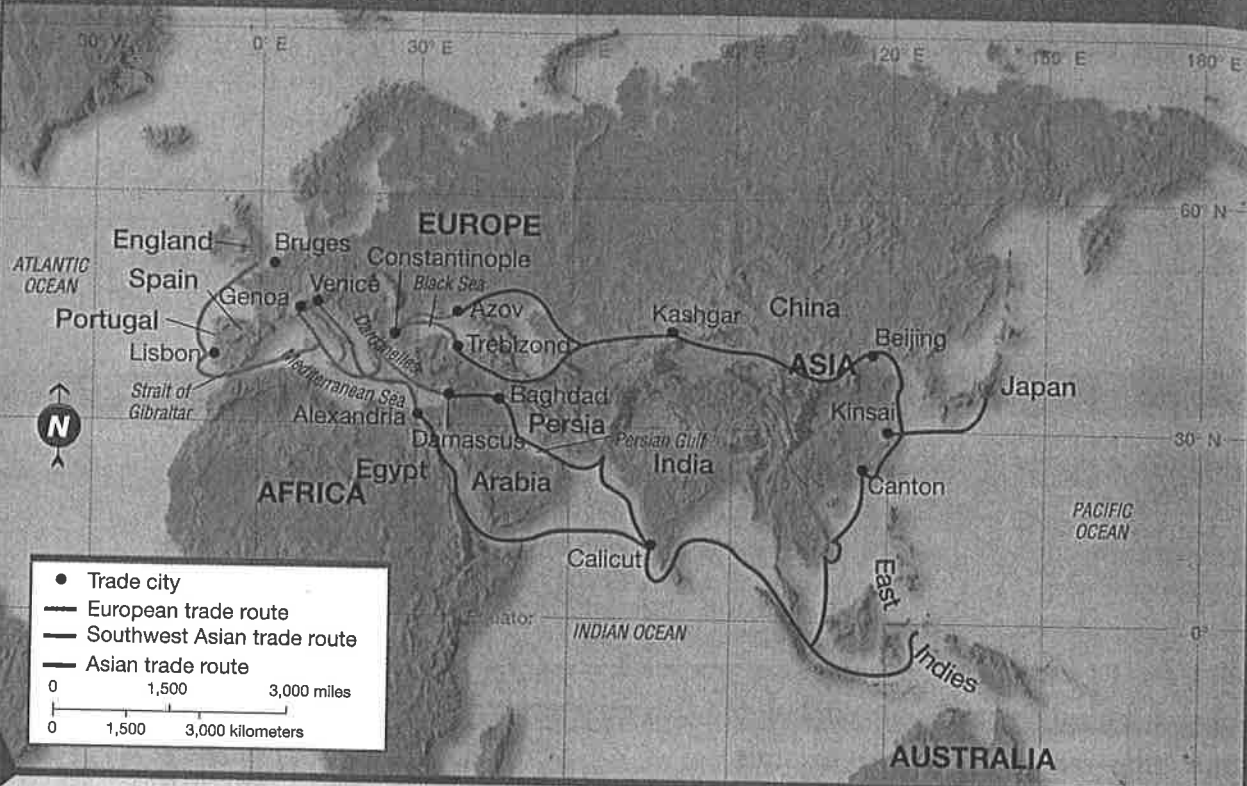 30° W
0° E
30° E
E
E
120° E
150° E
180° E
60° N
EUROPE
England
Bruges
Constantinople
ATLANTIC
OCEAN
Spain
Venice
Black Sea
Genoa
Azov
Kashgar
China
Portugal
Dardanelles
Trebizond
Beijing
Lisbon
ASIA
Mediterranean Sea
Japan
Strait of
Gibraltar
Baghdad
Kinsai
N
Alexandria
Persia
Damascus
Persian Gulf
30° N
Egypt
India
Arabia
AFRICA
Canton
PACIFIC
OCEAN
Calicut
East
Indies
INDIAN OCEAN
0°
AUSTRALIA
Trade city
European trade route
Southwest Asian trade route
Asian trade route
0 1,500 3,000 miles
0 1,500 3,000 kilometers